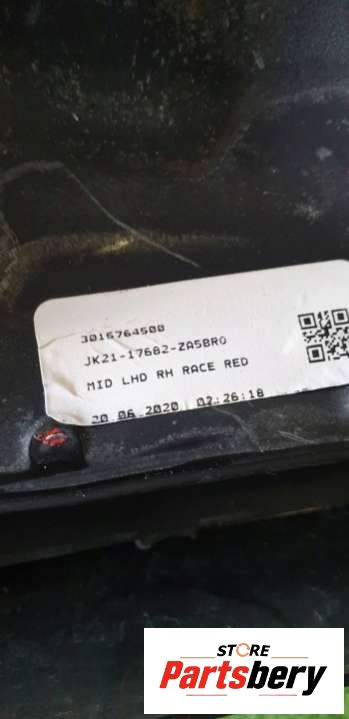 3016764500
JK21-17682-ZA5BR0
MID LHD RH RACE RED
20 06 2020 02:26:18
STORE
Partsbery